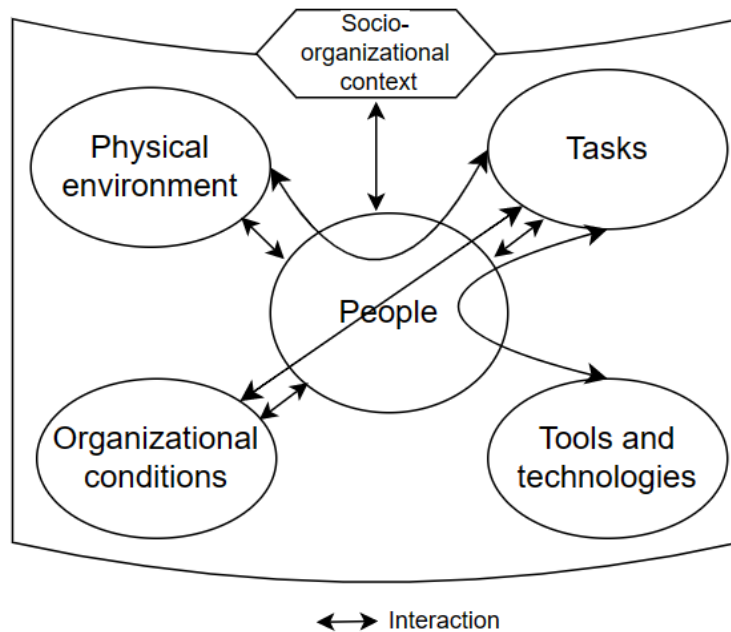 Socio-
organizational
context
Physical
environment
Tasks
People
Organizational
conditions
Tools and
technologies
Interaction